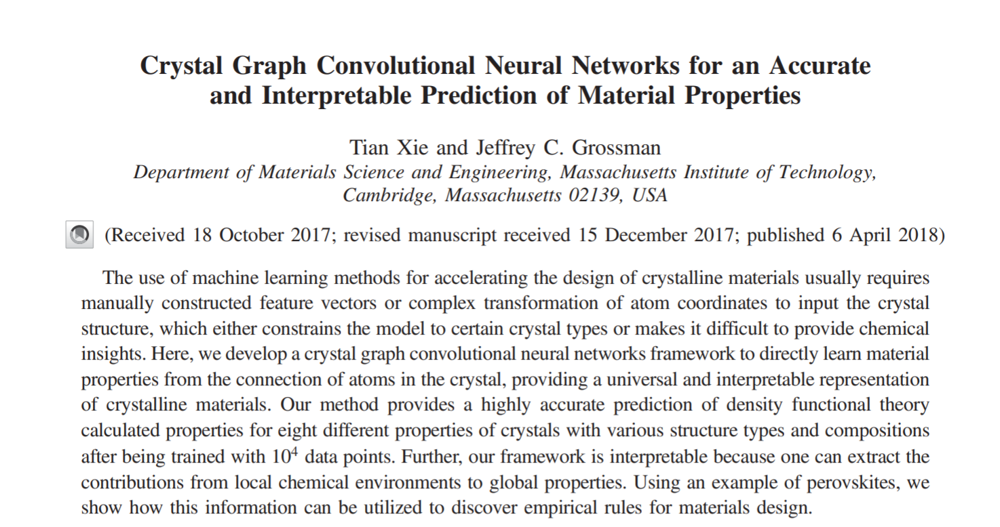 Crystal Graph Convolutional Neural Networks for an Accurate
and Interpretable Prediction of Material Properties
Tian Xie and Jeffrey C. Grossman
Department of Materials Science and Engineering, Massachusetts Institute of Technology,
Cambridge, Massachusetts 02139, USA
(Received 18 October 2017; revised manuscript received 15 December 2017; published 6 April 2018)
The use of machine learning methods for accelerating the design of crystalline materials usually requires
manually constructed feature vectors or complex transformation of atom coordinates to input the crystal
structure, which either constrains the model to certain crystal types or makes it difficult to provide chemical
insights. Here, we develop a crystal graph convolutional neural networks framework to directly learn material
properties from the connection of atoms in the crystal, providing a universal and interpretable representation
of crystalline materials. Our method provides a highly accurate prediction of density functional theory
calculated properties for eight different properties of crystals with various structure types and compositions
after being trained with 10⁴ data points. Further, our framework is interpretable because one can extract the
contributions from local chemical environments to global properties. Using an example of perovskites, we
show how this information can be utilized to discover empirical rules for materials design.